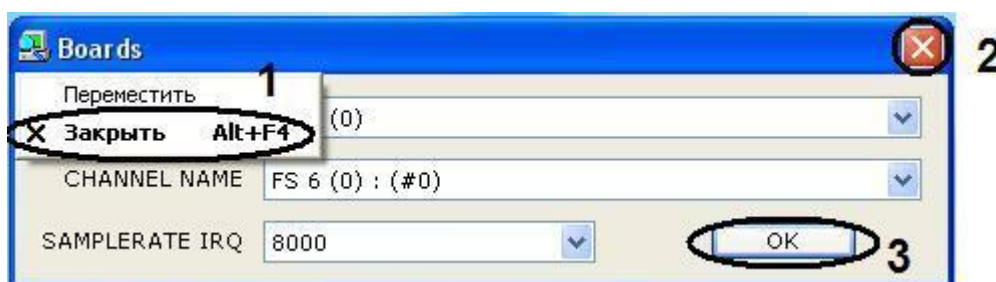 Boards
2
1
Переместить
X Закрыть Alt+F4
(0)
CHANNEL NAME FS 6 (0) : (#0)
SAMPLERATE IRQ 8000 OK 3